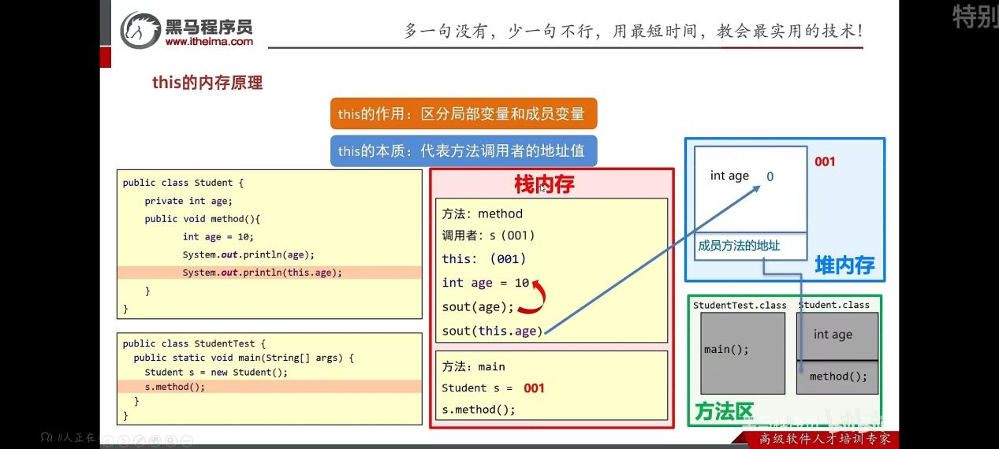 特别
黑马程序员
www.itheima.com
多一句没有，少一句不行，用最短时间，教会最实用的技术！
this的内存原理
this的作用：区分局部变量和成员变量
this的本质：代表方法调用者的地址值
public class Student {
private int age;
public void method(){
int age = 10;
System.out.println(age);
System.out.println(this.age);
}
}
public class StudentTest {
public static void main(String[] args) {
Student s = new Student();
s.method();
}
}
栈内存
方法：method
调用者：s（001）
this：（001）
int age = 10
sout(age);
sout(this.age)
方法：main
Student s = 001
s.method();
int age 0
001
成员方法的地址
堆内存
StudentTest.class
main();
Student.class
int age
method();
方法区
人正在
高级软件人才培训专家